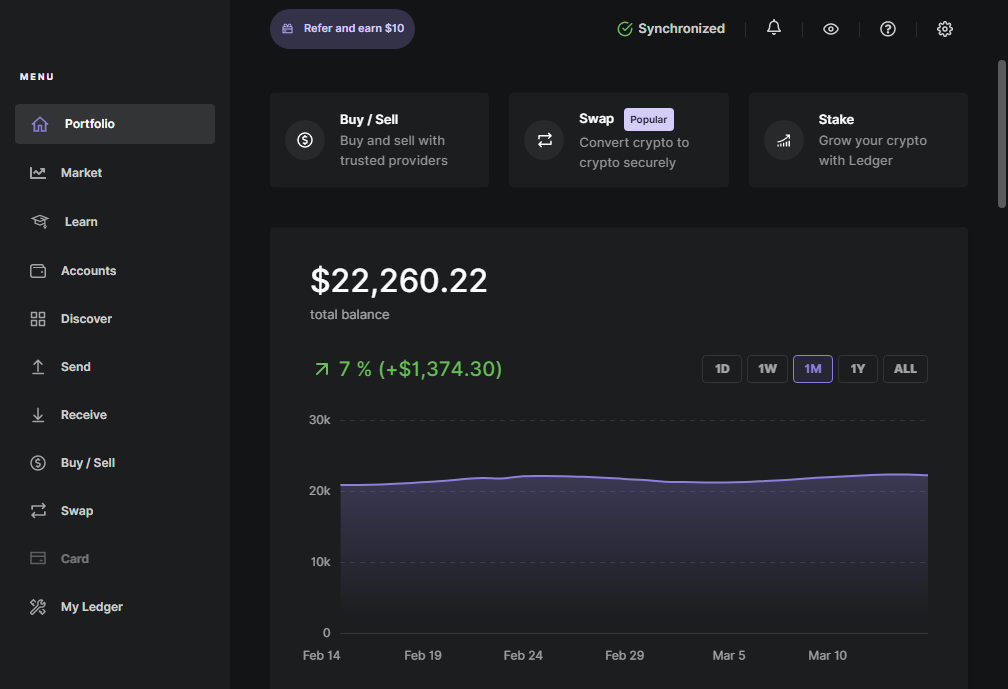 Refer and earn $10
Synchronized
MENU
Portfolio
Market
Learn
Accounts
Discover
Send
Receive
Buy / Sell
Swap
Card
My Ledger
Buy / Sell
Buy and sell with
trusted providers
Swap Popular
Convert crypto to
crypto securely
Stake
Grow your crypto
with Ledger
$22,260.22
total balance
7 % (+$1,374.30)
1D 1W 1M 1Y ALL
30k
20k
10k
0
Feb 14 Feb 19 Feb 24 Feb 29 Mar 5 Mar 10